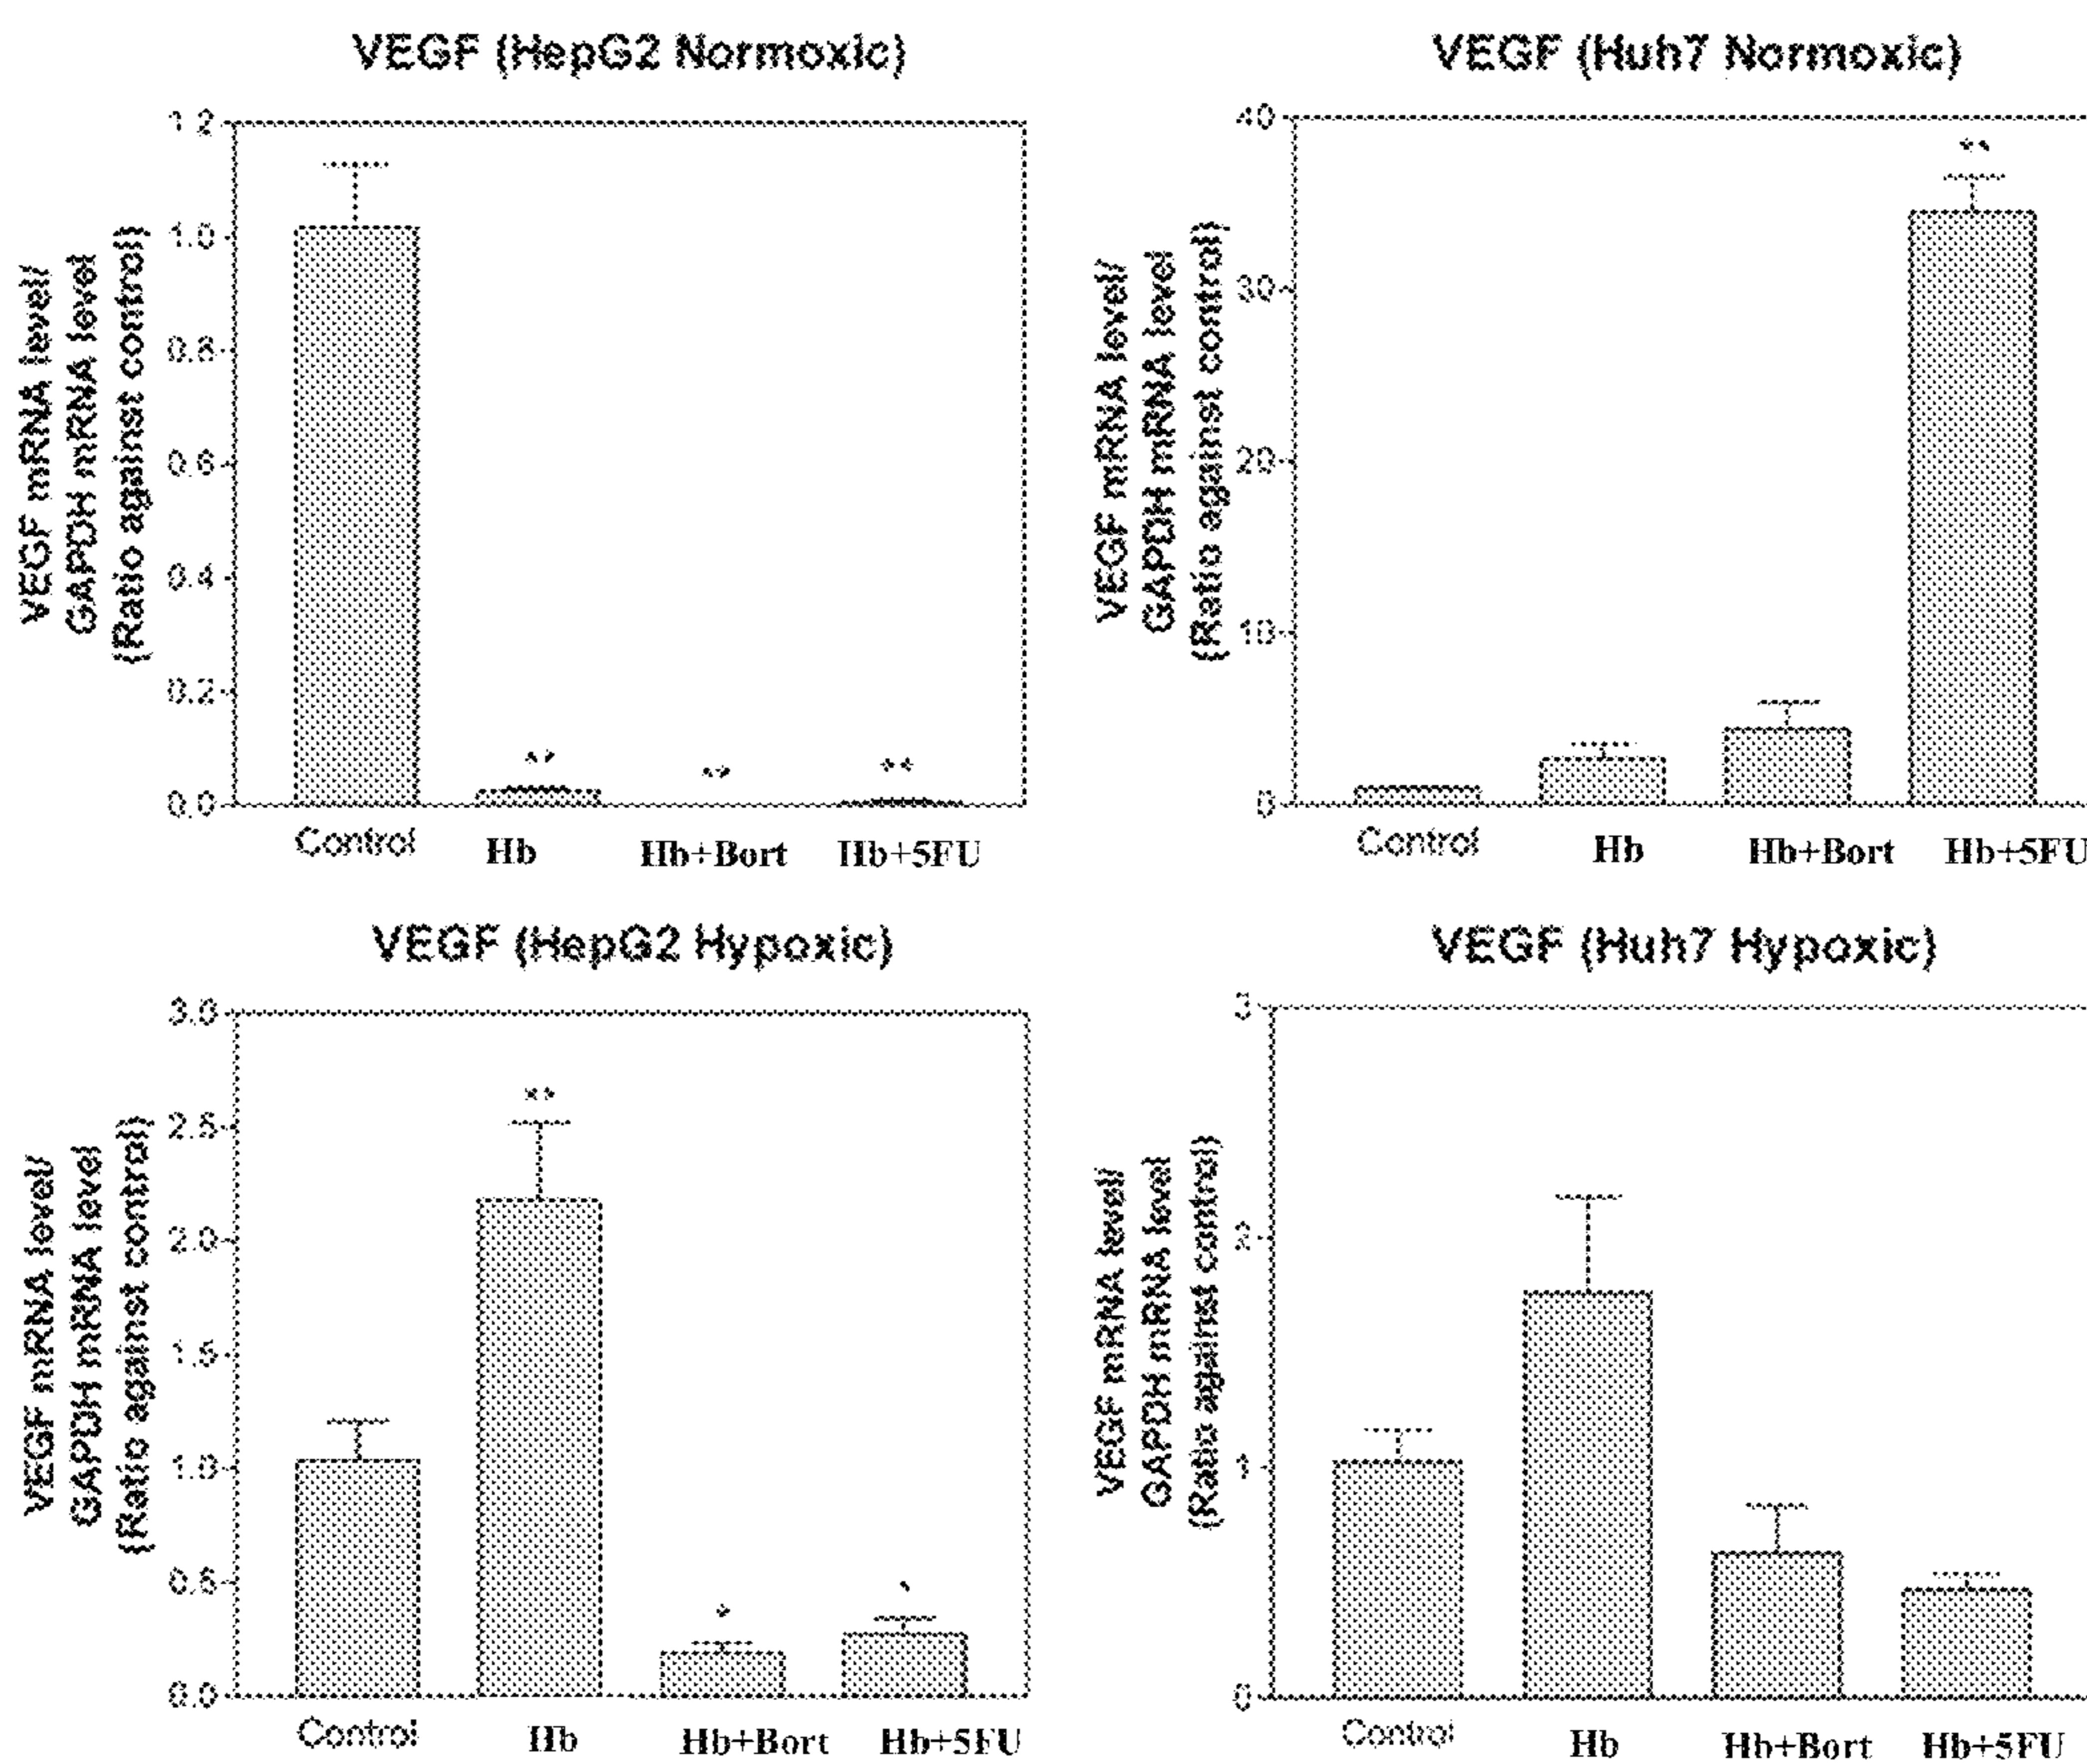 VEGF (HepG2 Normoxic)
VEGF mRNA level/
GAPDH mRNA level
(Ratio against control)
1.2
1.0
0.8
0.6
0.4
0.2
0.0
**
**
**
Control Hb Hb+Bort Hb+5FU
VEGF (Huh7 Normoxic)
VEGF mRNA level/
GAPDH mRNA level
(Ratio against control)
40
30
20
10
0
**
Control Hb Hb+Bort Hb+5FU
VEGF (HepG2 Hypoxic)
VEGF mRNA level/
GAPDH mRNA level
(Ratio against control)
3.0
2.5
2.0
1.5
1.0
0.5
0.0
**
*
*
Control Hb Hb+Bort Hb+5FU
VEGF (Huh7 Hypoxic)
VEGF mRNA level/
GAPDH mRNA level
(Ratio against control)
3
2
1
0
Control Hb Hb+Bort Hb+5FU